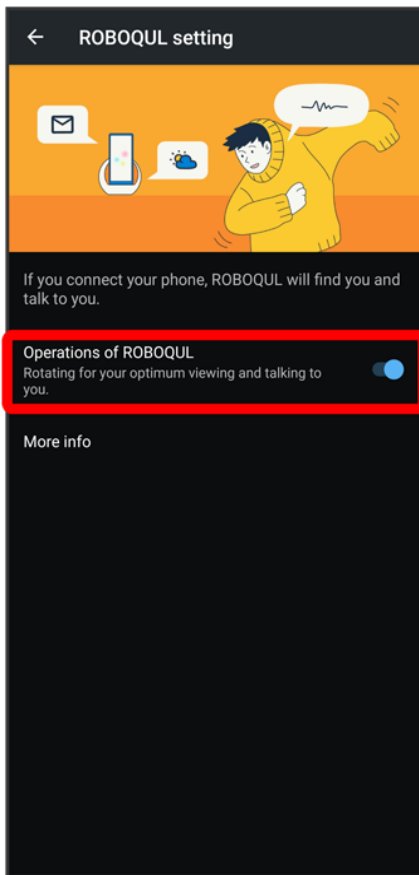 ROBOQUL setting
If you connect your phone, ROBOQUL will find you and
talk to you.
Operations of ROBOQUL
Rotating for your optimum viewing and talking to
you.
More info